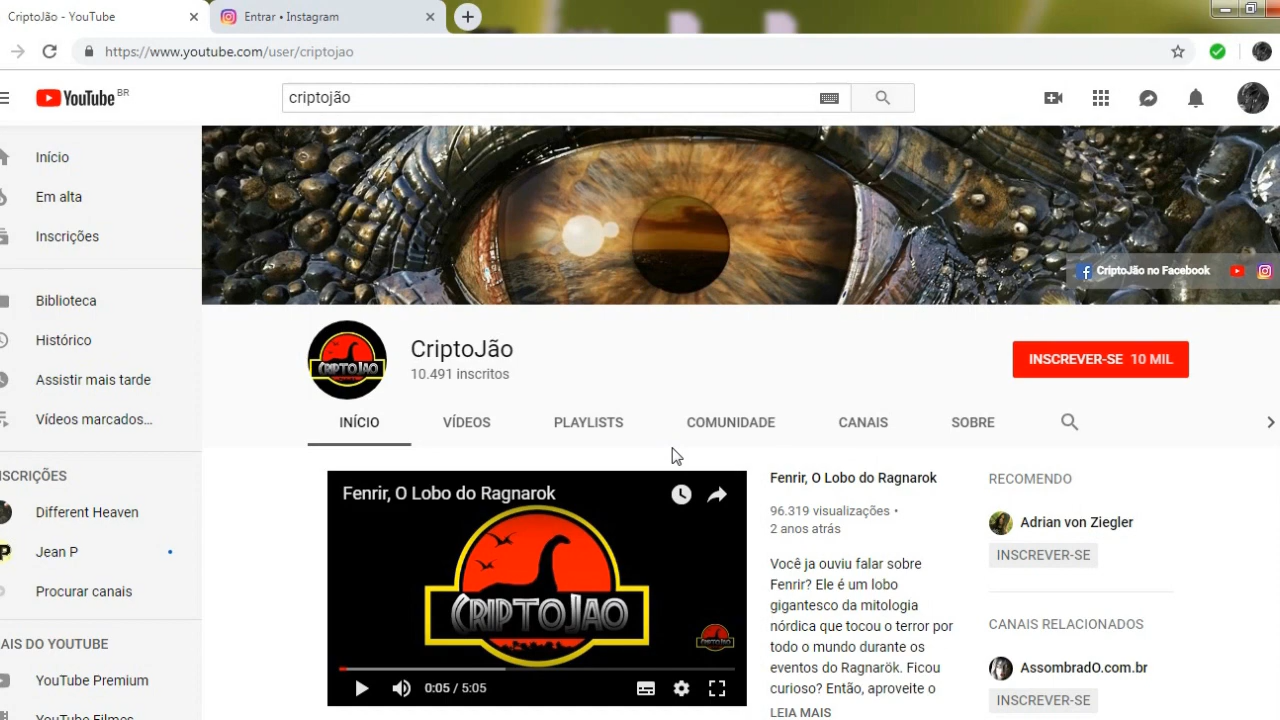 CriptoJão - YouTube
Entrar • Instagram
https://www.youtube.com/user/criptojao
YouTube BR
criptojão
Início
Em alta
Inscrições
Biblioteca
Histórico
Assistir mais tarde
Vídeos marcados...
NSCRIÇÕES
Different Heaven
Jean P
Procurar canais
AIS DO YOUTUBE
YouTube Premium
YouTube Filmes
CriptoJão no Facebook
CRIPTOJAO
CriptoJão
10.491 inscritos
INSCREVER-SE 10 MIL
INÍCIO
VÍDEOS
PLAYLISTS
COMUNIDADE
CANAIS
SOBRE
Fenrir, O Lobo do Ragnarok
CRIPTOJAO
CRIPTOJAO
0:05 / 5:05
Fenrir, O Lobo do Ragnarok
96.319 visualizações •
2 anos atrás
Você ja ouviu falar sobre
Fenrir? Ele é um lobo
gigantesco da mitologia
nórdica que tocou o terror por
todo o mundo durante os
eventos do Ragnarök. Ficou
curioso? Então, aproveite o
LEIA MAIS
RECOMENDO
Adrian von Ziegler
INSCREVER-SE
CANAIS RELACIONADOS
AssombradO.com.br
INSCREVER-SE